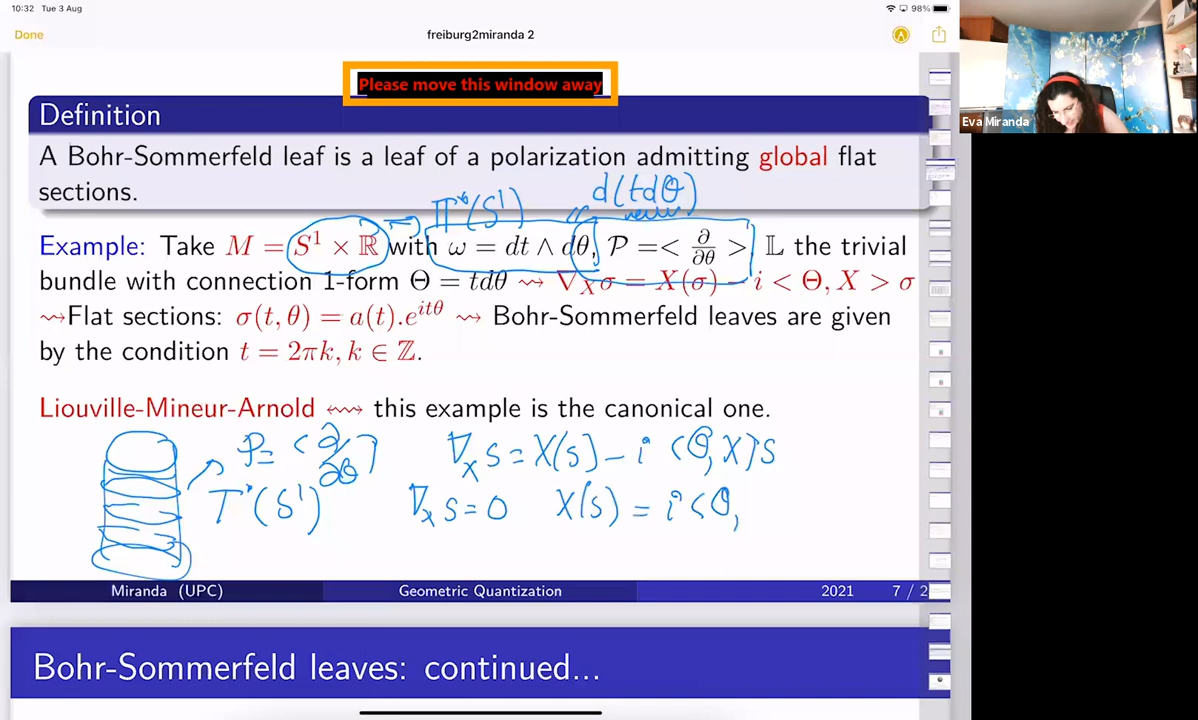 10:32 Tue 3 Aug
98%
Done
freiburg2miranda 2
Please move this window away
Eva Miranda
Definition
A Bohr-Sommerfeld leaf is a leaf of a polarization admitting global flat
sections.
T*(S¹)
d(tdθ)
Example: Take M = S¹ × ℝ with ω = dt ∧ dθ, P =< ∂/∂θ >, 𝕃 the trivial
bundle with connection 1-form Θ = tdθ ⇝ ∇_X σ = X(σ) − i < Θ, X > σ
⇝Flat sections: σ(t, θ) = a(t).e^{itθ} ⇝ Bohr-Sommerfeld leaves are given
by the condition t = 2πk, k ∈ ℤ.
Liouville-Mineur-Arnold ⇝ this example is the canonical one.
P = < ∂/∂θ > ∇_X s = X(s) − i <θ, X> s
T*(S¹) ∇_X s = 0 X(s) = i <θ,
Miranda (UPC) Geometric Quantization 2021 7 / 2
Bohr-Sommerfeld leaves: continued...